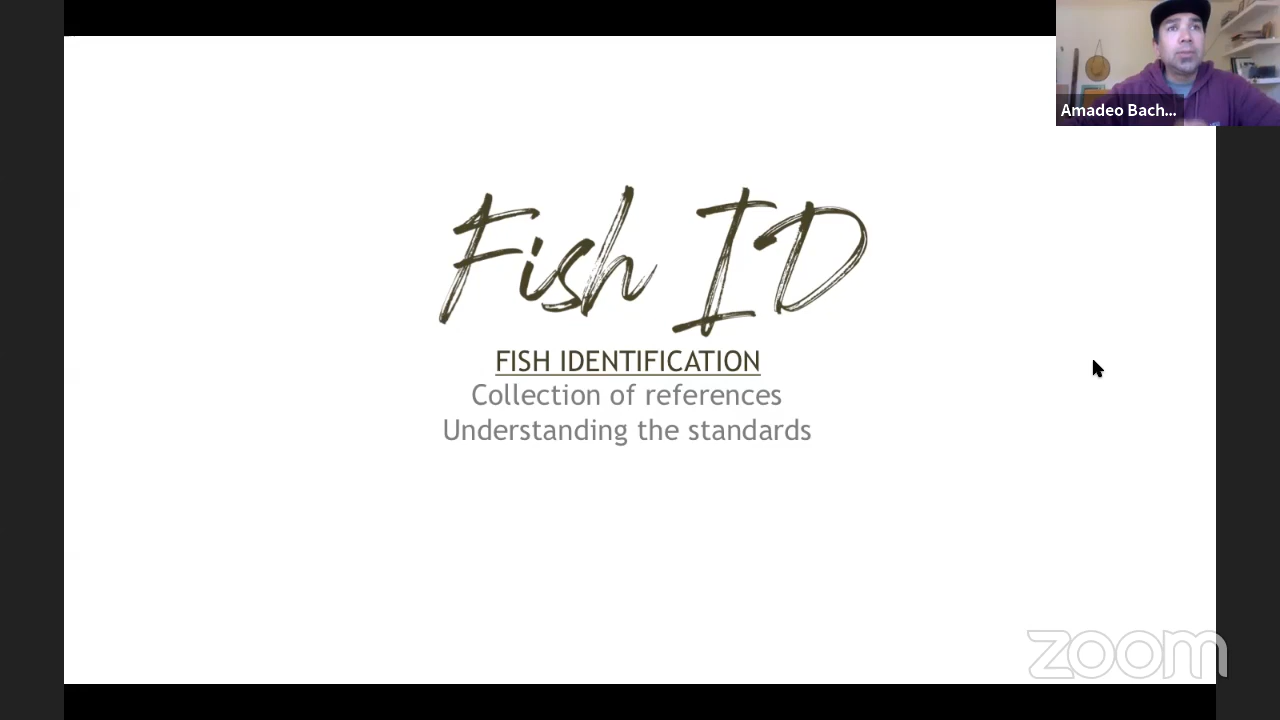 Amadeo Bach...
Fish ID
FISH IDENTIFICATION
Collection of references
Understanding the standards
zoom